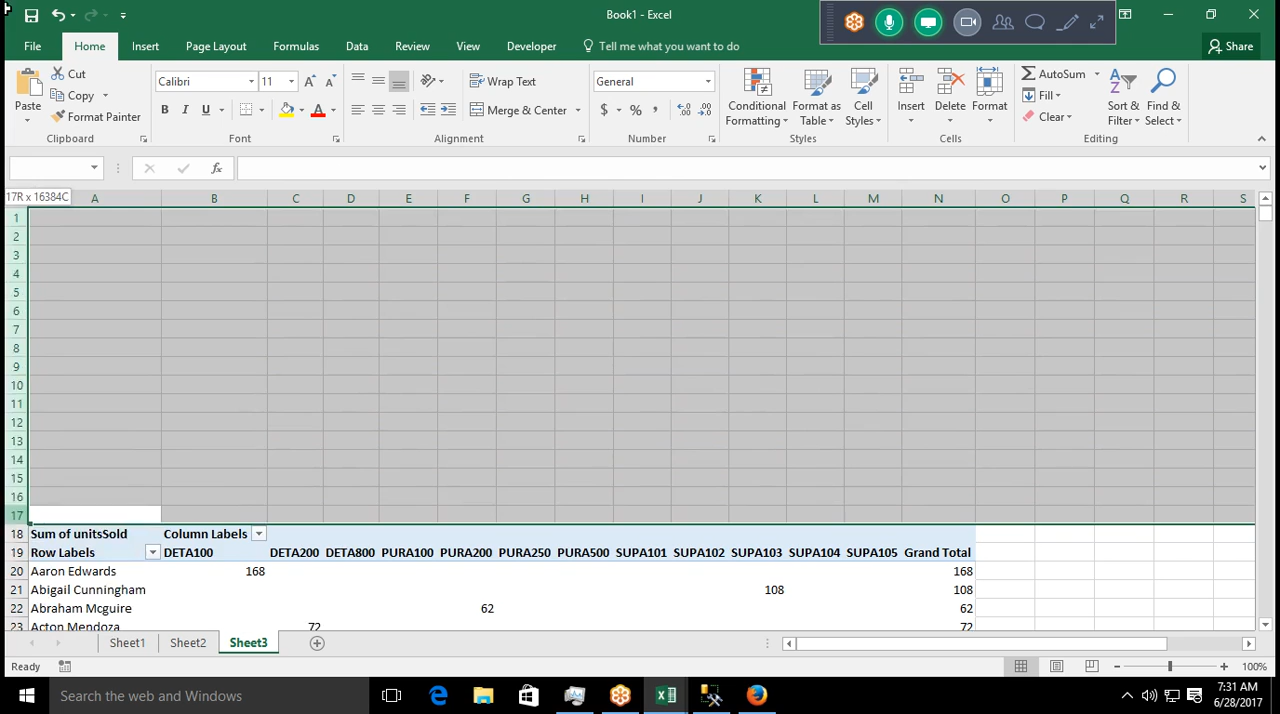 Book1 - Excel
File Home Insert Page Layout Formulas Data Review View Developer Tell me what you want to do Share
Paste Cut Copy Format Painter Clipboard
Calibri 11 A A B I U A Font
Wrap Text Merge & Center Alignment
General $ % , Number
Conditional Formatting Format as Table Cell Styles Styles
Insert Delete Format Cells
AutoSum Fill Clear Sort & Filter Find & Select Editing
fx
17R x 16384C
A B C D E F G H I J K L M N O P Q R S
1
2
3
4
5
6
7
8
9
10
11
12
13
14
15
16
17
18 Sum of unitsSold Column Labels
19 Row Labels DETA100 DETA200 DETA800 PURA100 PURA200 PURA250 PURA500 SUPA101 SUPA102 SUPA103 SUPA104 SUPA105 Grand Total
20 Aaron Edwards 168 168
21 Abigail Cunningham 108 108
22 Abraham Mcguire 62 62
23 Acton Mendoza 72 72
Sheet1 Sheet2 Sheet3
Ready 100%
Search the web and Windows
7:31 AM
6/28/2017